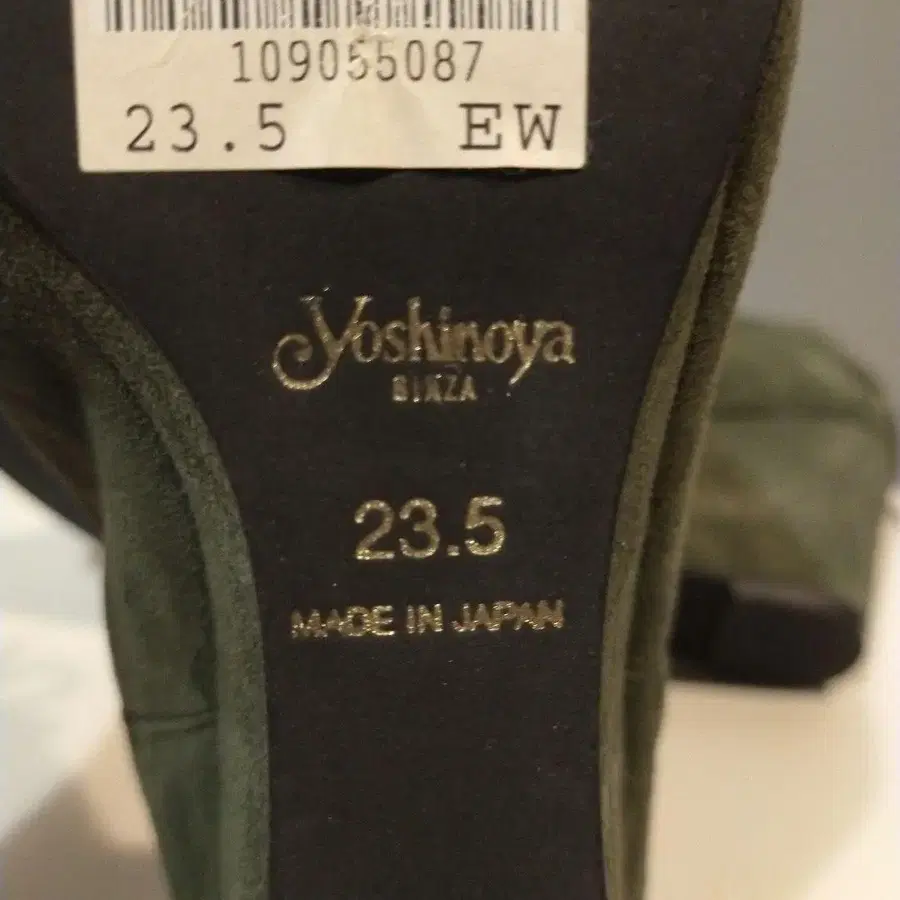 109055087
23.5 EW
Yoshinoya
GINZA
23.5
MADE IN JAPAN